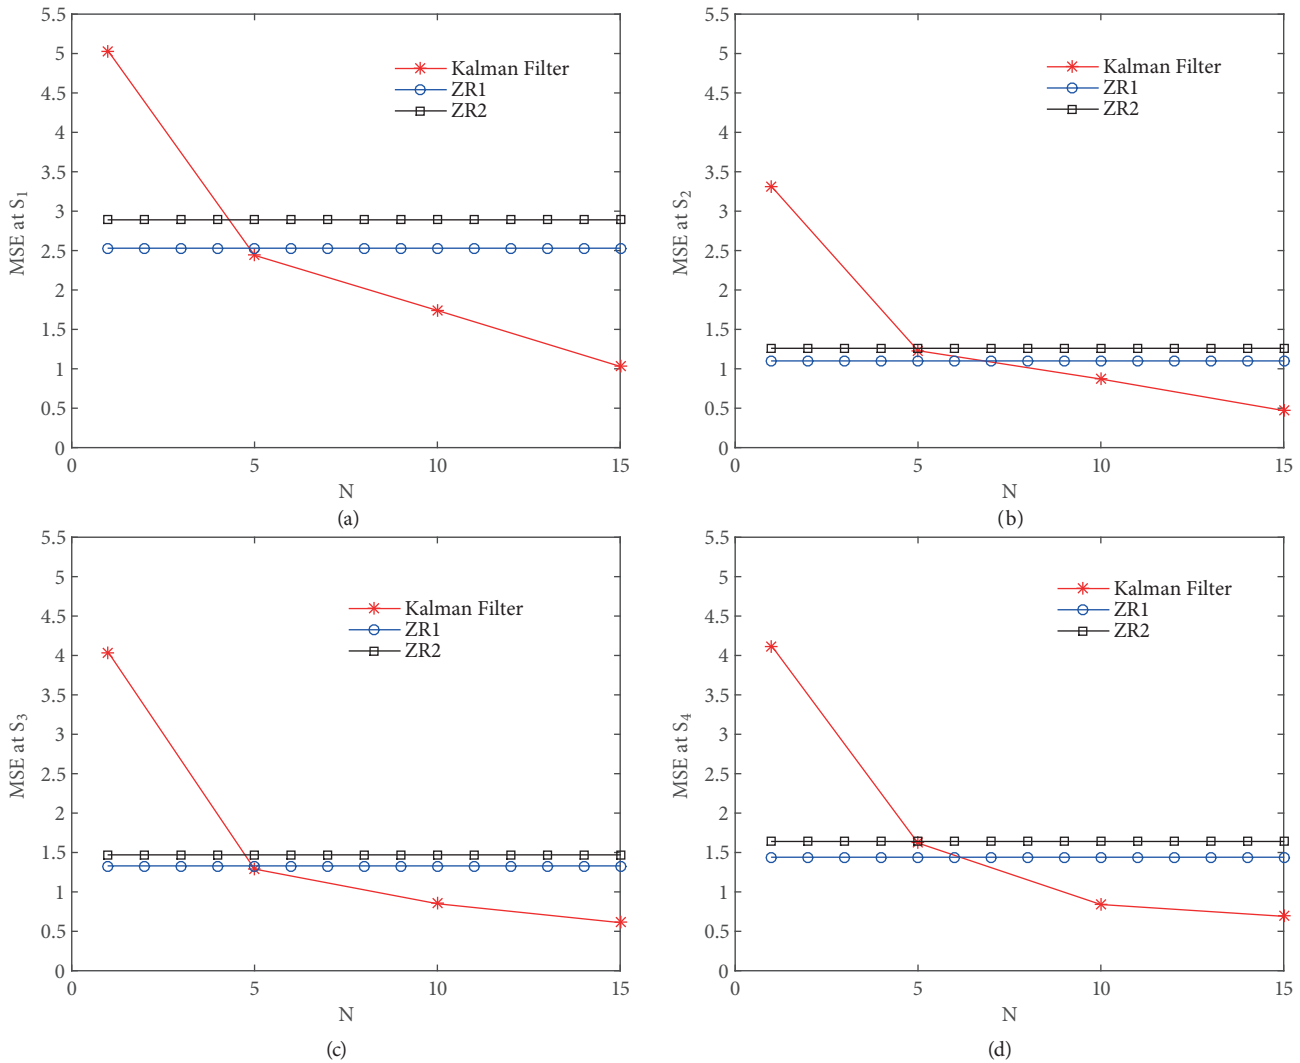 5.5
5
4.5
4
3.5
3
2.5
2
1.5
1
0.5
0
MSE at S1
Kalman Filter
ZR1
ZR2
0 5 10 15
N
(a)
5.5
5
4.5
4
3.5
3
2.5
2
1.5
1
0.5
0
MSE at S2
Kalman Filter
ZR1
ZR2
0 5 10 15
N
(b)
5.5
5
4.5
4
3.5
3
2.5
2
1.5
1
0.5
0
MSE at S3
Kalman Filter
ZR1
ZR2
0 5 10 15
N
(c)
5.5
5
4.5
4
3.5
3
2.5
2
1.5
1
0.5
0
MSE at S4
Kalman Filter
ZR1
ZR2
0 5 10 15
N
(d)